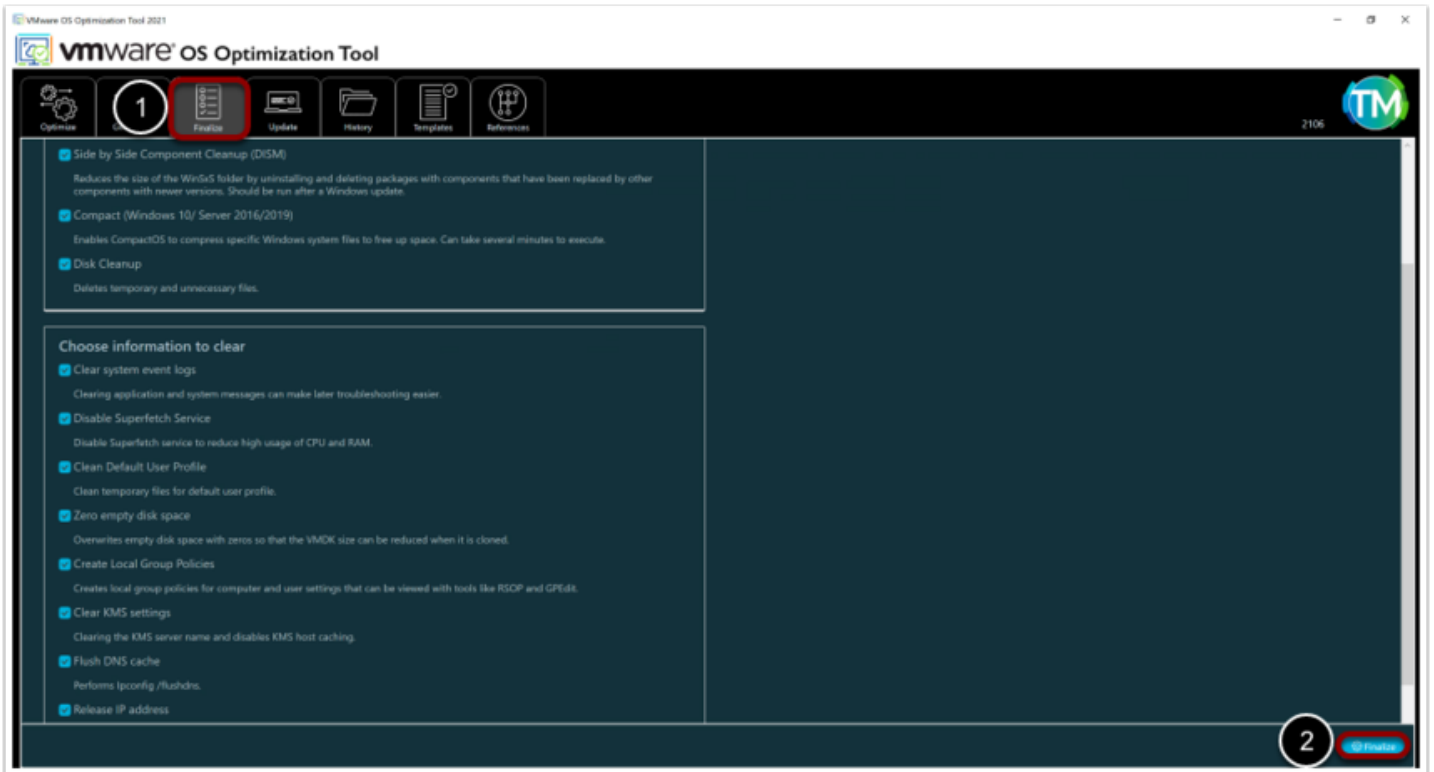 VMware OS Optimization Tool 2021
vmware® OS Optimization Tool
Optimize
1
Finalize
Update
History
Templates
References
2106
TM
Side by Side Component Cleanup (DISM)
Reduces the size of the WinSxS folder by uninstalling and deleting packages with components that have been replaced by other
components with newer versions. Should be run after a Windows update.
Compact (Windows 10/ Server 2016/2019)
Enables CompactOS to compress specific Windows system files to free up space. Can take several minutes to execute.
Disk Cleanup
Deletes temporary and unnecessary files.
Choose information to clear
Clear system event logs
Clearing application and system messages can make later troubleshooting easier.
Disable Superfetch Service
Disable Superfetch service to reduce high usage of CPU and RAM.
Clean Default User Profile
Clean temporary files for default user profile.
Zero empty disk space
Overwrites empty disk space with zeros so that the VMDK size can be reduced when it is cloned.
Create Local Group Policies
Creates local group policies for computer and user settings that can be viewed with tools like RSOP and GPEdit.
Clear KMS settings
Clearing the KMS server name and disables KMS host caching.
Flush DNS cache
Performs Ipconfig /flushdns.
Release IP address
2
Finalize